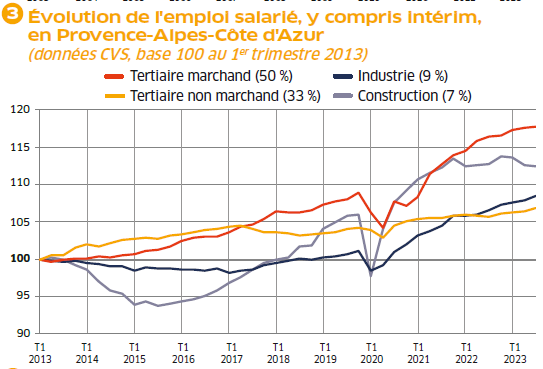 3 Évolution de l'emploi salarié, y compris intérim,
en Provence-Alpes-Côte d'Azur
(données CVS, base 100 au 1er trimestre 2013)
Tertiaire marchand (50 %) Industrie (9 %)
Tertiaire non marchand (33 %) Construction (7 %)
120
115
110
105
100
95
90
T1 T1 T1 T1 T1 T1 T1 T1 T1 T1 T1
2013 2014 2015 2016 2017 2018 2019 2020 2021 2022 2023